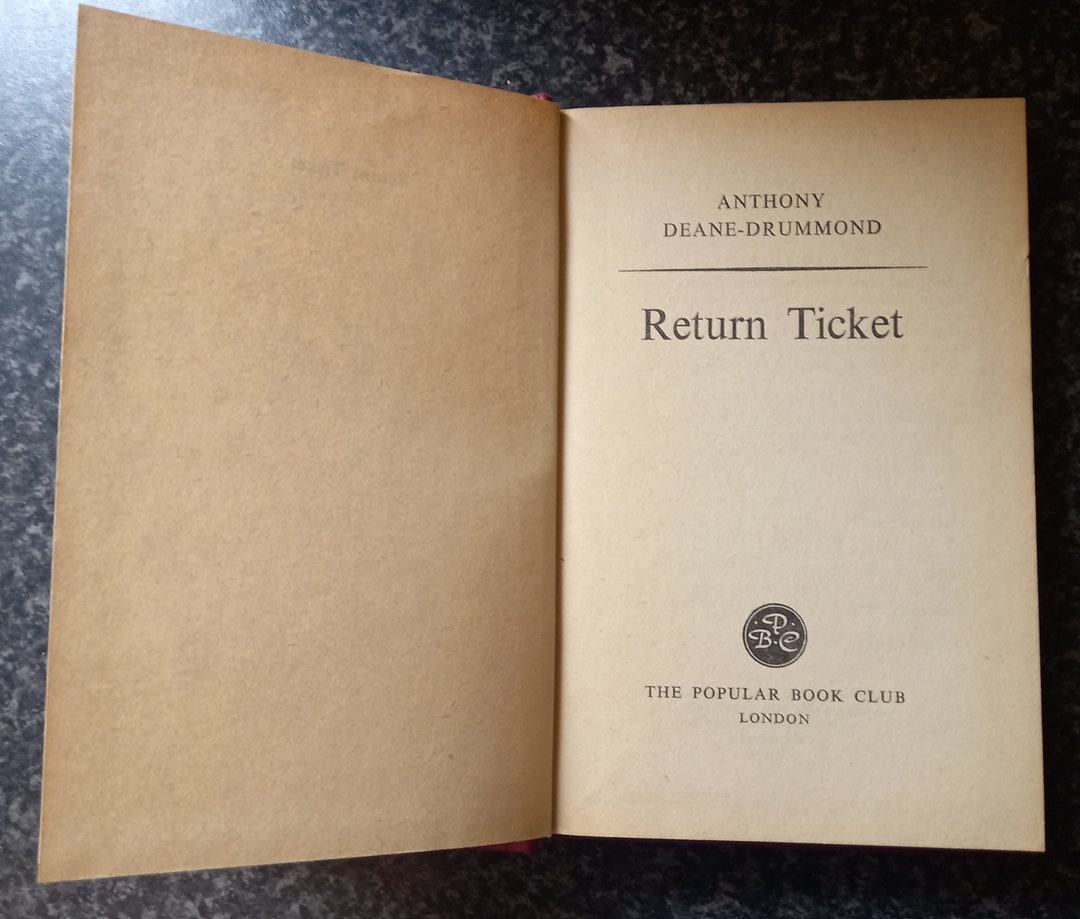 ANTHONY
DEANE-DRUMMOND
Return Ticket
P
B. C
THE POPULAR BOOK CLUB
LONDON